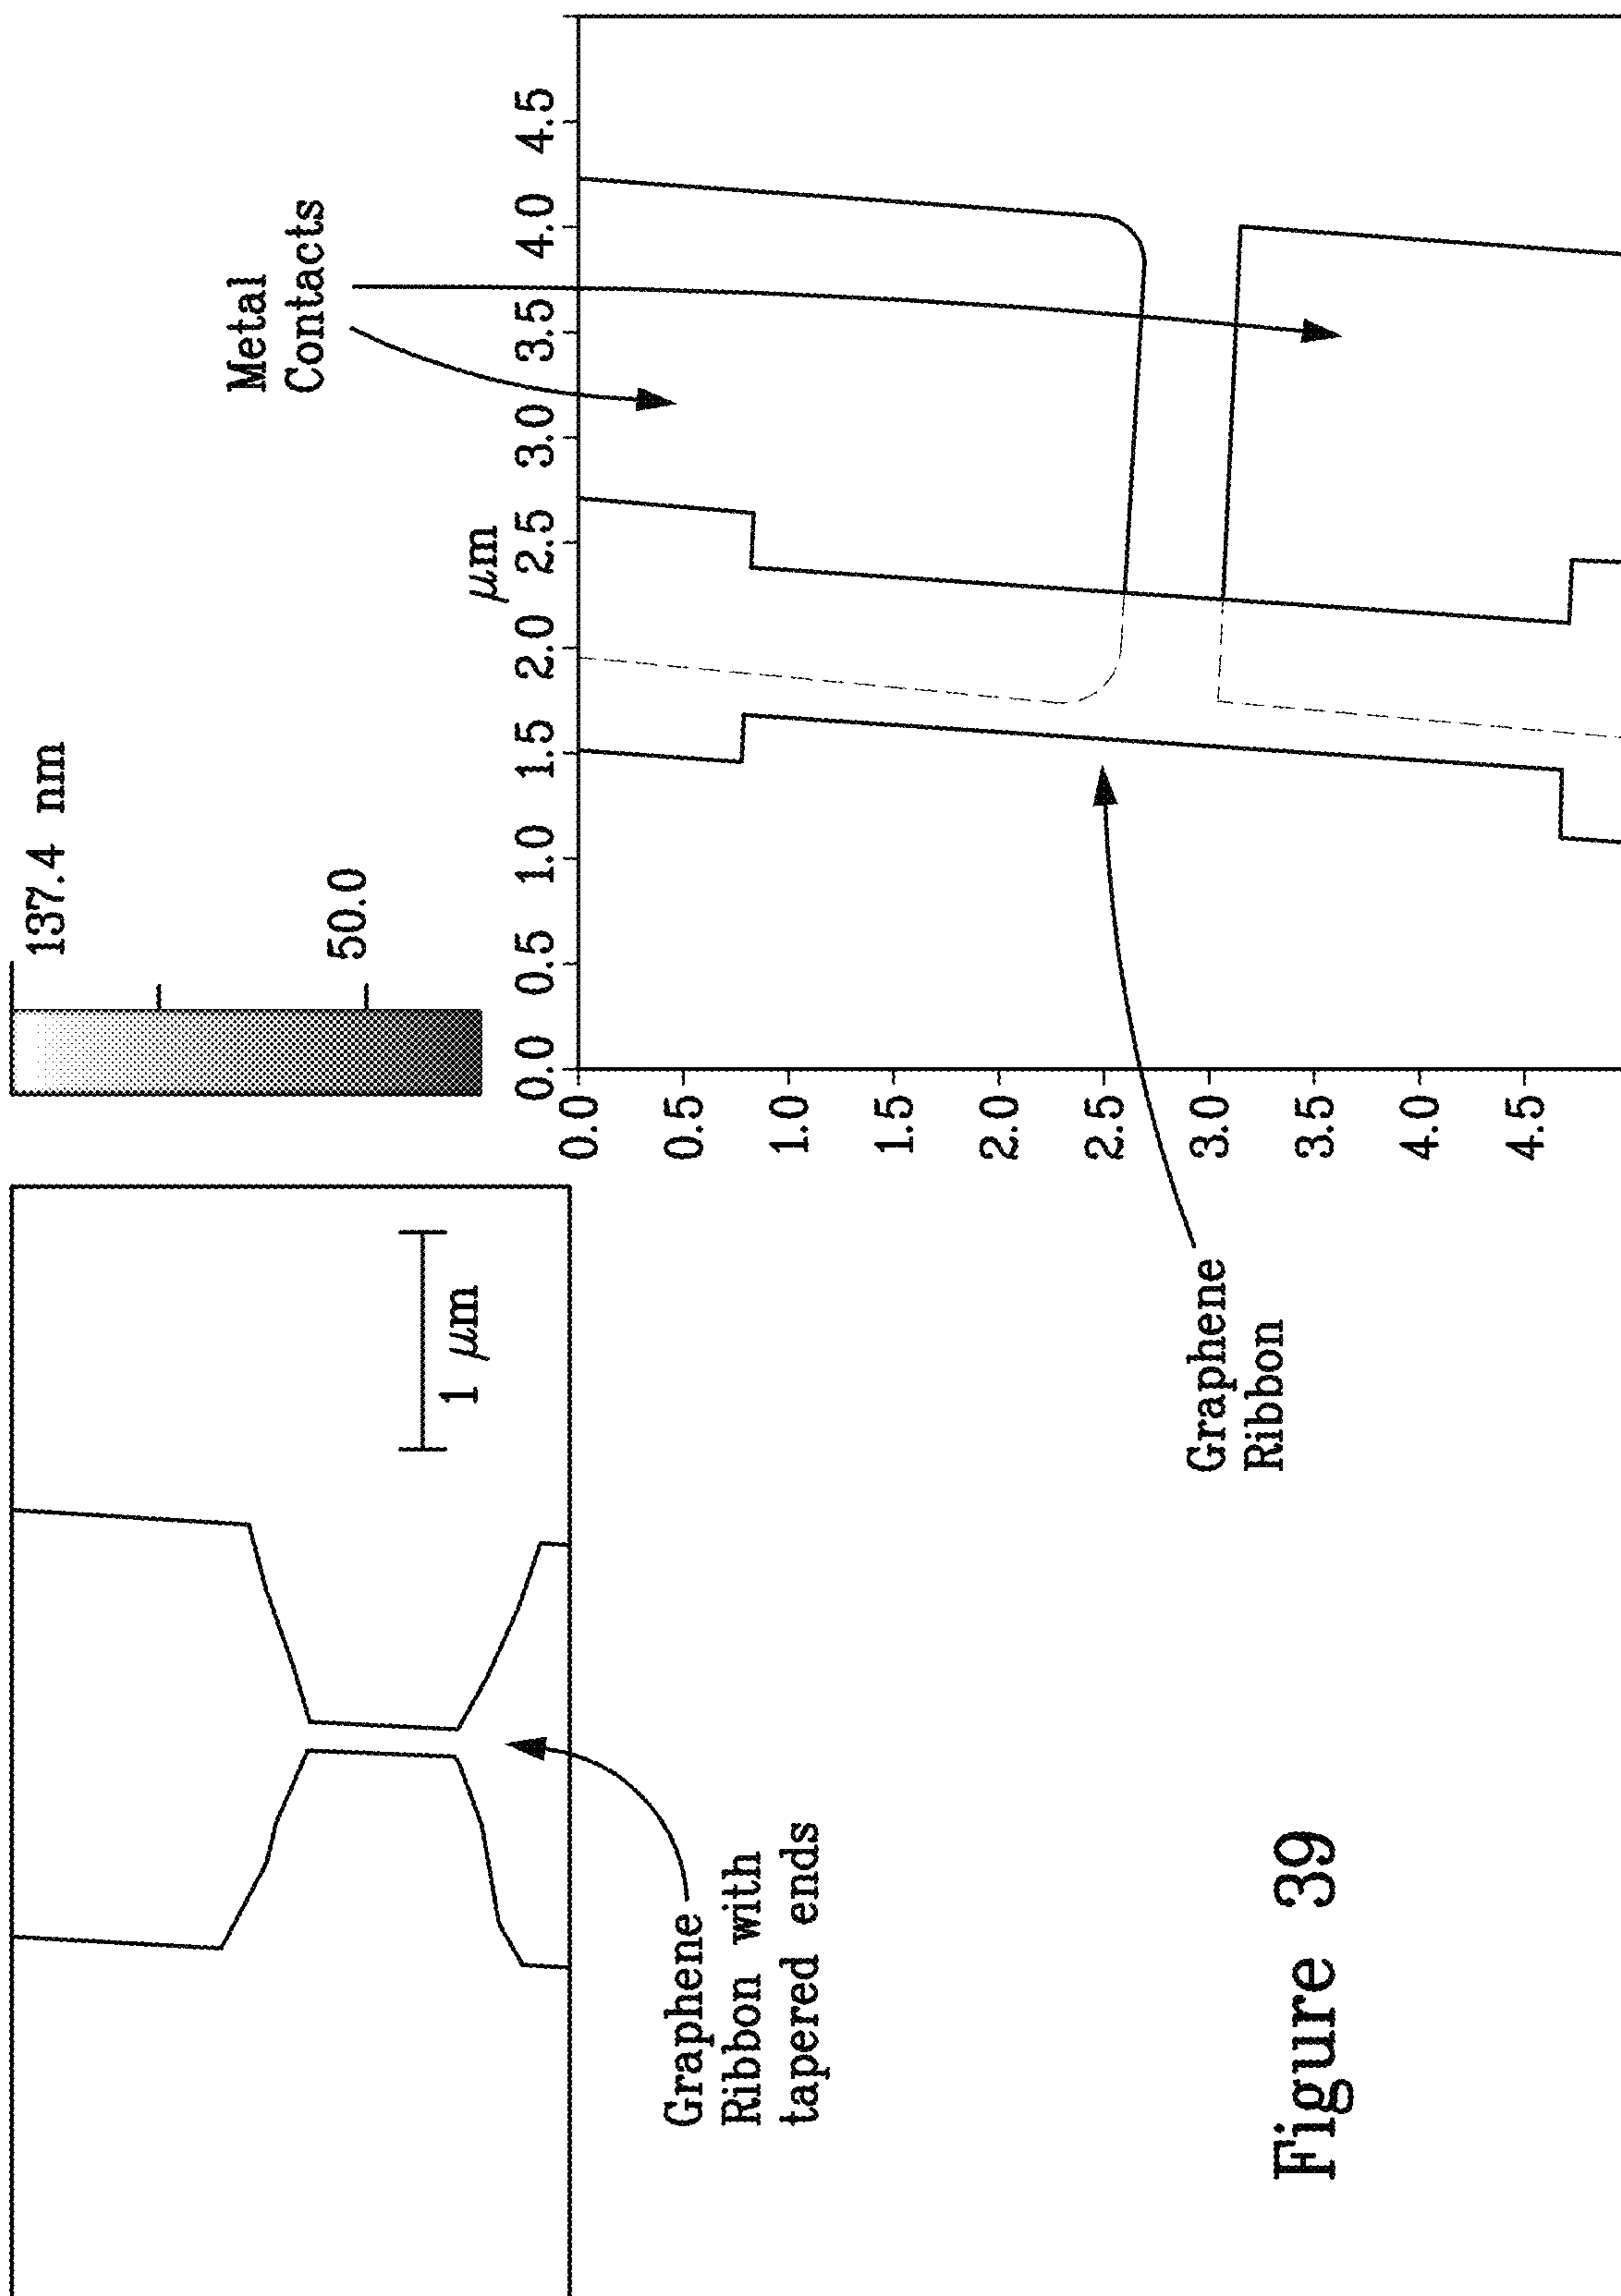 1 μm
Graphene
Ribbon with
tapered ends
137.4 nm
50.0
Metal
Contacts
μm
0.0 0.5 1.0 1.5 2.0 2.5 3.0 3.5 4.0 4.5
0.0
0.5
1.0
1.5
2.0
2.5
3.0
3.5
4.0
4.5
Graphene
Ribbon
Figure 39